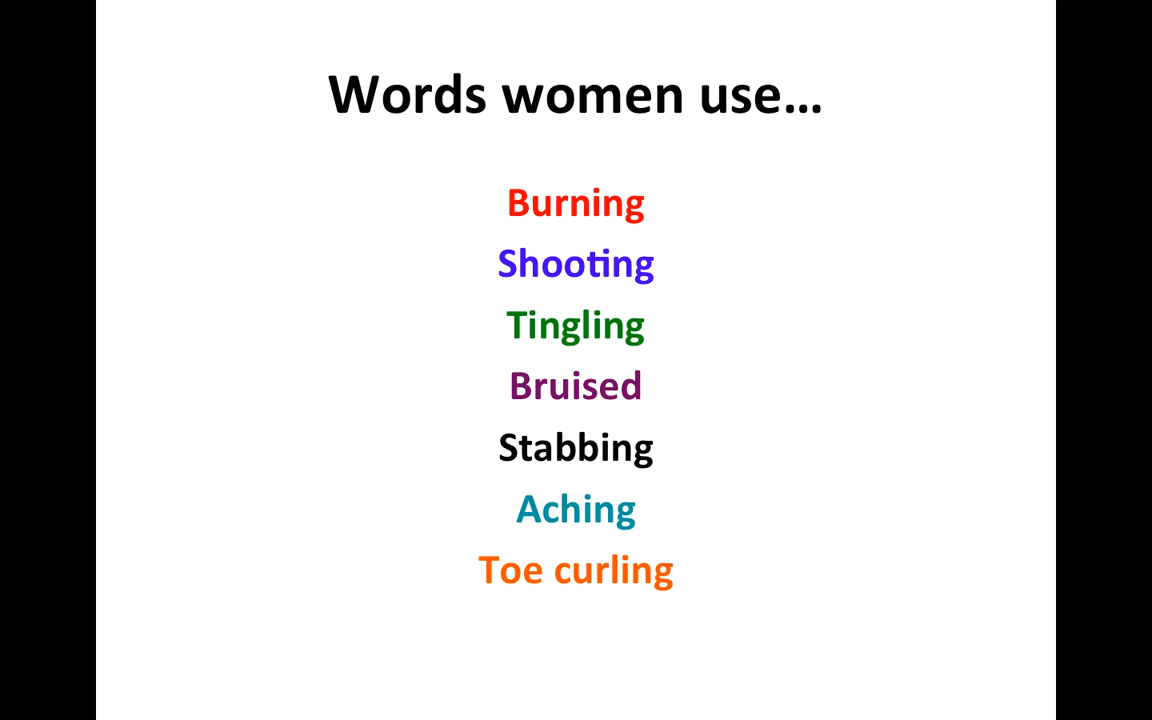 Words women use…
Burning
Shooting
Tingling
Bruised
Stabbing
Aching
Toe curling